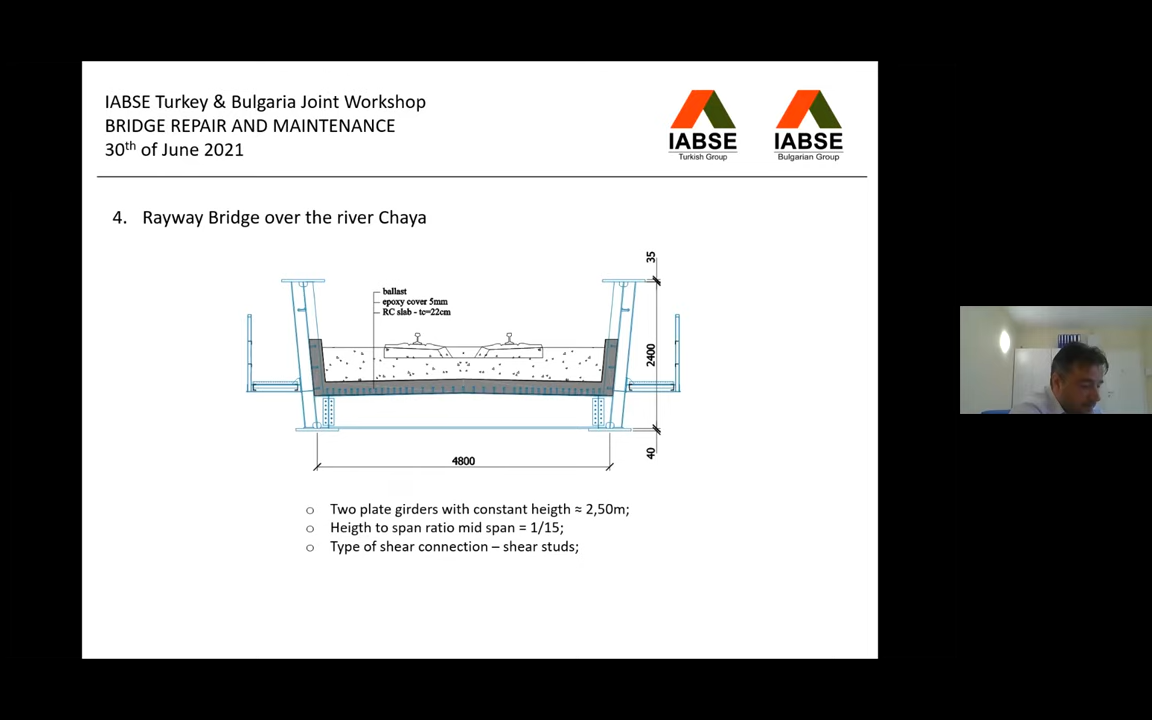 IABSE Turkey & Bulgaria Joint Workshop
BRIDGE REPAIR AND MAINTENANCE
30th of June 2021
IABSE
Turkish Group
IABSE
Bulgarian Group
4. Rayway Bridge over the river Chaya
35
ballast
epoxy cover 5mm
RC slab - tc=22cm
2400
40
4800
o Two plate girders with constant heigth ≈ 2,50m;
o Heigth to span ratio mid span = 1/15;
o Type of shear connection – shear studs;